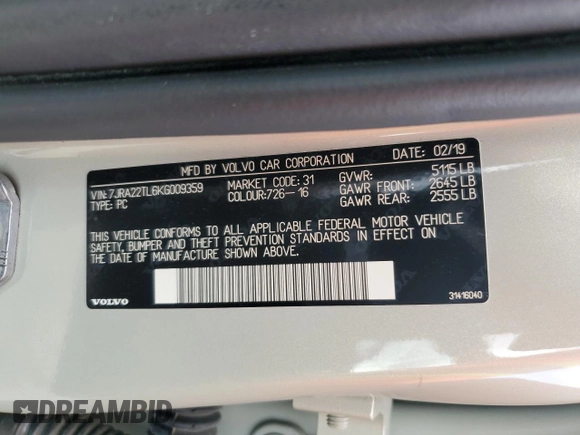 MFD BY VOLVO CAR CORPORATION DATE: 02/19
VIN: 7JRA22TL6KG009359 MARKET CODE: 31 GVWR: 5115 LB
TYPE: PC COLOUR: 726-16 GAWR FRONT: 2645 LB
GAWR REAR: 2555 LB
THIS VEHICLE CONFORMS TO ALL APPLICABLE FEDERAL MOTOR VEHICLE
SAFETY, BUMPER AND THEFT PREVENTION STANDARDS IN EFFECT ON
THE DATE OF MANUFACTURE SHOWN ABOVE.
VOLVO 31416040
DREAMBID